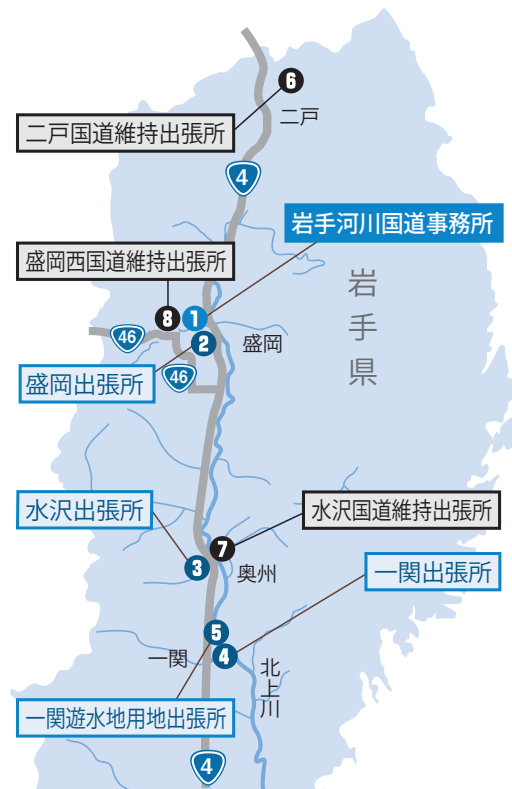 6
二戸
二戸国道維持出張所
4
岩手河川国道事務所
盛岡西国道維持出張所
岩手県
8
1
46
2
盛岡
盛岡出張所
46
水沢出張所
水沢国道維持出張所
7
3
奥州
一関出張所
5
一関
4
北上川
一関遊水地用地出張所
4